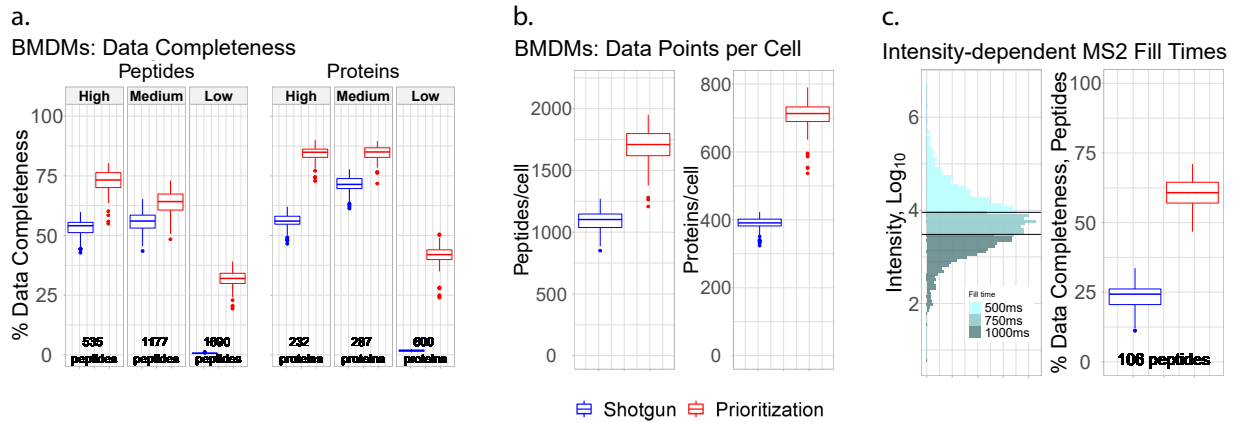 a.
BMDMs: Data Completeness
Peptides
Proteins
High
Medium
Low
High
Medium
Low
% Data Completeness
100
75
50
25
0
535
peptides
1177
peptides
1690
peptides
232
proteins
287
proteins
600
proteins
b.
BMDMs: Data Points per Cell
Peptides/cell
2000
1500
1000
500
0
Proteins/cell
800
600
400
200
0
Shotgun
Prioritization
c.
Intensity-dependent MS2 Fill Times
Intensity, Log10
6
4
2
Fill time
500ms
750ms
1000ms
% Data Completeness, Peptides
100
75
50
25
0
106 peptides